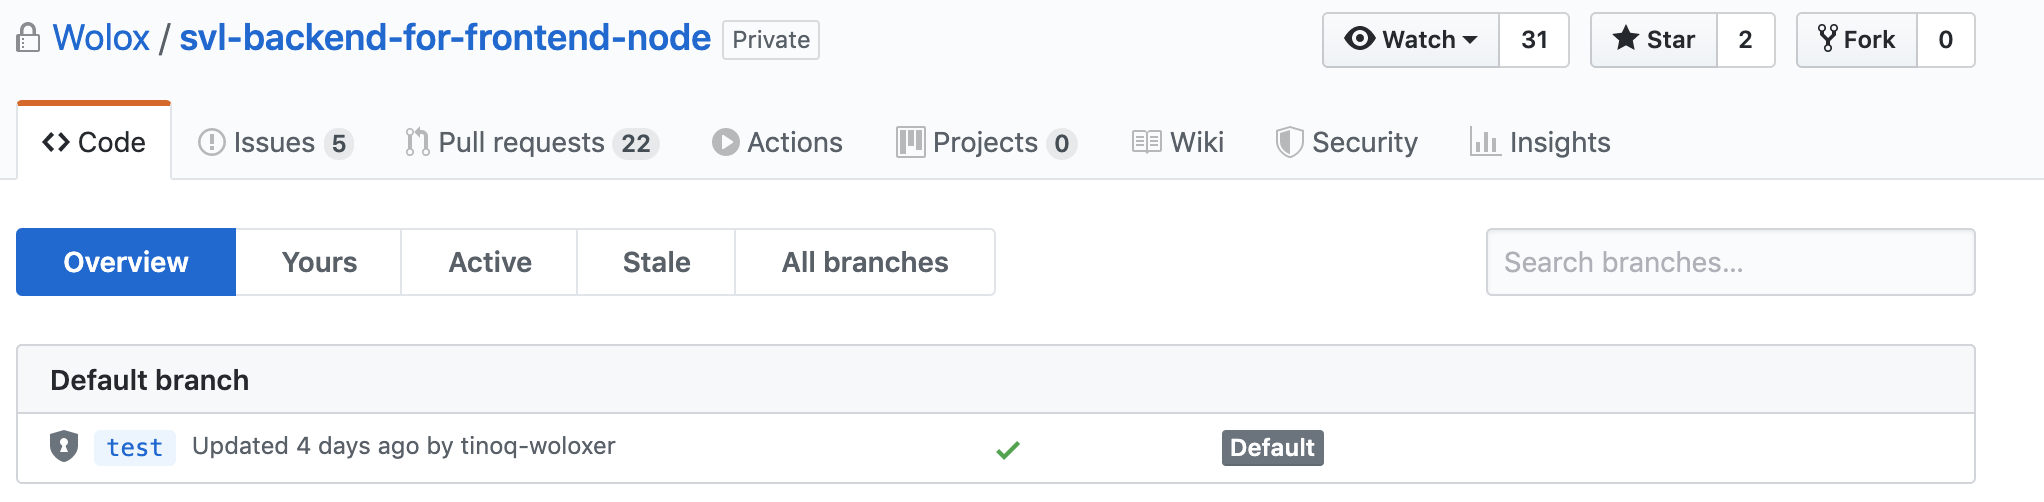 Wolox / svl-backend-for-frontend-node Private Watch 31 Star 2 Fork 0
Code Issues 5 Pull requests 22 Actions Projects 0 Wiki Security Insights
Overview Yours Active Stale All branches Search branches...
Default branch
test Updated 4 days ago by tinoq-woloxer Default